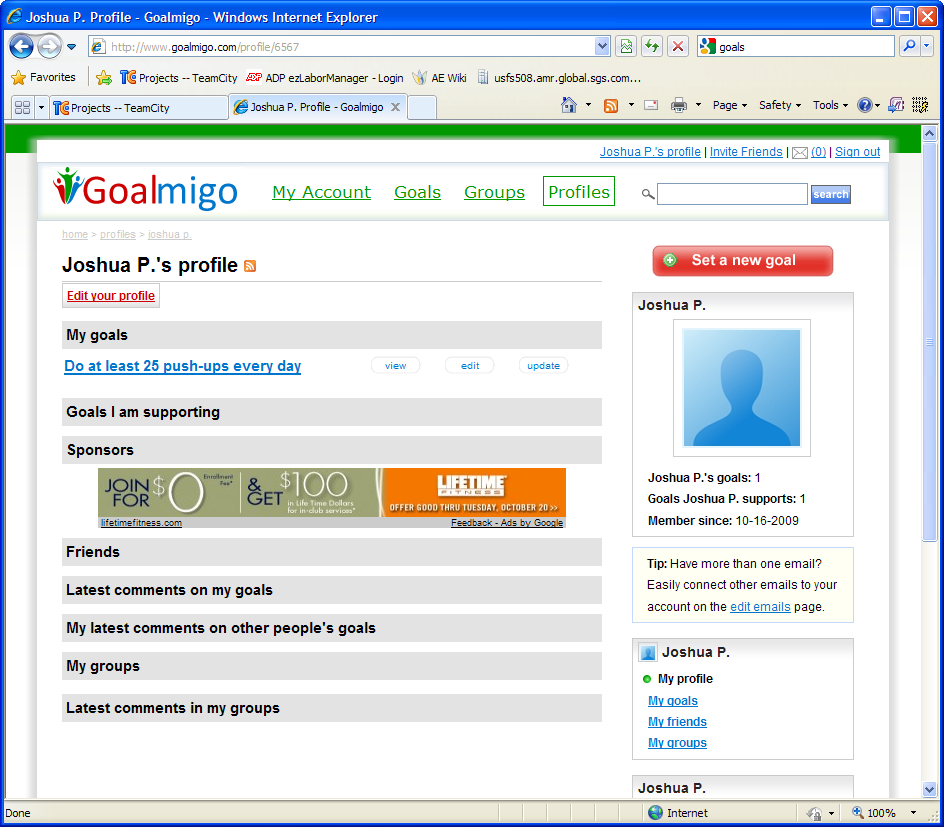 Joshua P. Profile - Goalmigo - Windows Internet Explorer
http://www.goalmigo.com/profile/6567
goals
Favorites
Projects -- TeamCity
ADP ezLaborManager - Login
AE Wiki
usfs508.amr.global.sgs.com...
Projects -- TeamCity
Joshua P. Profile - Goalmigo
Page
Safety
Tools
Joshua P.'s profile | Invite Friends | (0) | Sign out
Goalmigo
My Account
Goals
Groups
Profiles
search
home > profiles > joshua p.
Joshua P.'s profile
Edit your profile
My goals
Do at least 25 push-ups every day
view
edit
update
Goals I am supporting
Sponsors
JOIN FOR $0 Enrollment Fee*
& GET $100 in Life Time Dollars for in-club services*
LIFETIME FITNESS
OFFER GOOD THRU TUESDAY, OCTOBER 20 >>
lifetimefitness.com
Feedback - Ads by Google
Friends
Latest comments on my goals
My latest comments on other people's goals
My groups
Latest comments in my groups
Set a new goal
Joshua P.
Joshua P.'s goals: 1
Goals Joshua P. supports: 1
Member since: 10-16-2009
Tip: Have more than one email?
Easily connect other emails to your
account on the edit emails page.
Joshua P.
My profile
My goals
My friends
My groups
Joshua P.
Done
Internet
100%